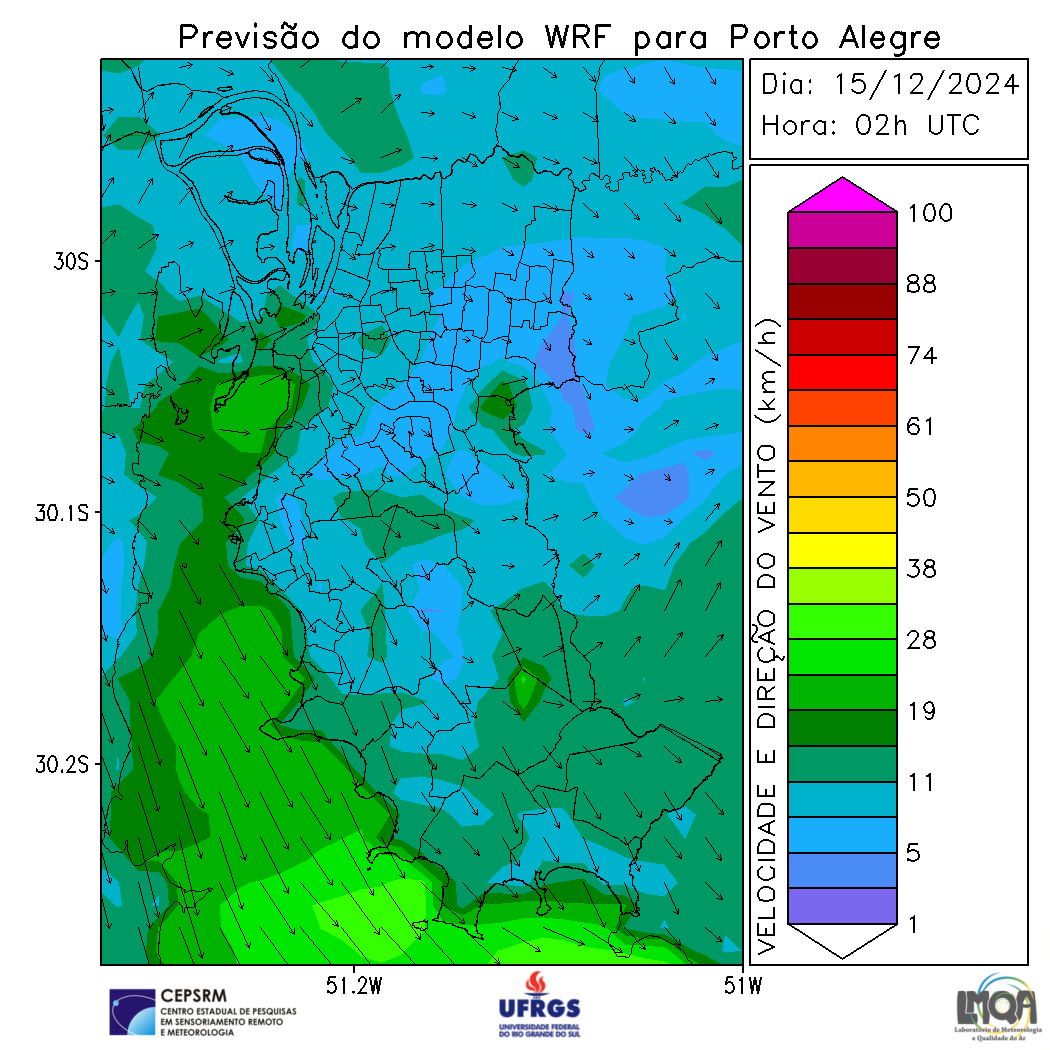 Previsão do modelo WRF para Porto Alegre
Dia: 15/12/2024
Hora: 02h UTC
30S
30.1S
30.2S
51.2W
51W
VELOCIDADE E DIREÇÃO DO VENTO (km/h)
100
88
74
61
50
38
28
19
11
5
1
CEPSRM
CENTRO ESTADUAL DE PESQUISAS
EM SENSORIAMENTO REMOTO
E METEOROLOGIA
UFRGS
UNIVERSIDADE FEDERAL
DO RIO GRANDE DO SUL
LMQA
Laboratório de Meteorologia
e Qualidade do Ar